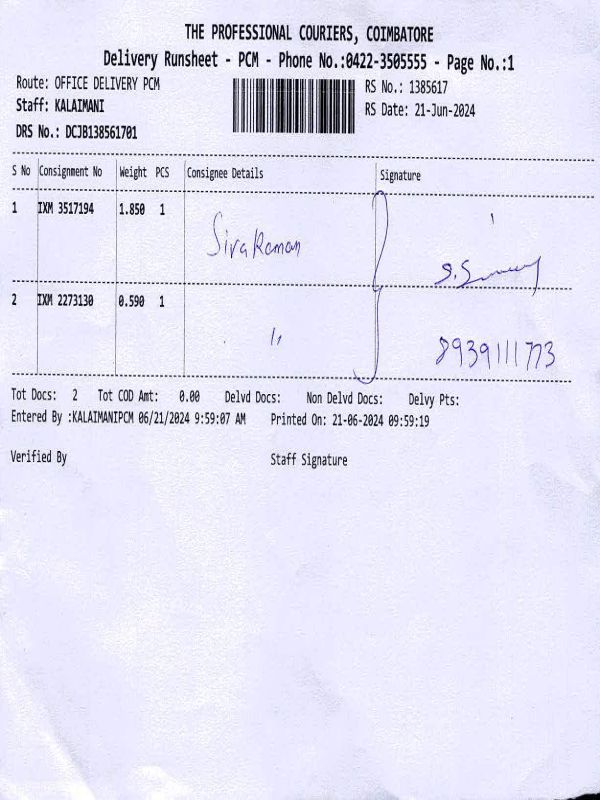 THE PROFESSIONAL COURIERS, COIMBATORE
Delivery Runsheet - PCM - Phone No.:0422-3505555 - Page No.:1
Route: OFFICE DELIVERY PCM
RS No.: 1385617
Staff: KALAIMANI
RS Date: 21-Jun-2024
DRS No.: DCJB138561701
S No Consignment No Weight PCS Consignee Details Signature
1 IXM 3517194 1.850 1
SivaRaman
2 IXM 2273130 0.590 1
〃 8939111773
Tot Docs: 2 Tot COD Amt: 0.00 Delvd Docs: Non Delvd Docs: Delvy Pts:
Entered By :KALAIMANIPCM 06/21/2024 9:59:07 AM Printed On: 21-06-2024 09:59:19
Verified By Staff Signature